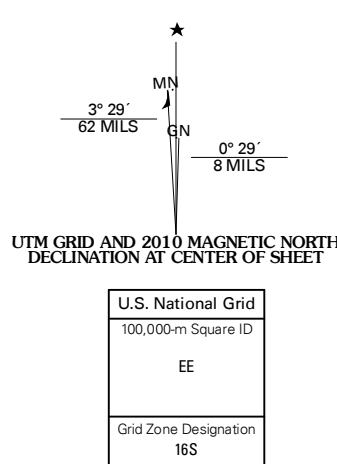 MN
3° 29´
62 MILS
GN
0° 29´
8 MILS
UTM GRID AND 2010 MAGNETIC NORTH
DECLINATION AT CENTER OF SHEET
U.S. National Grid
100,000-m Square ID
EE
Grid Zone Designation
16S